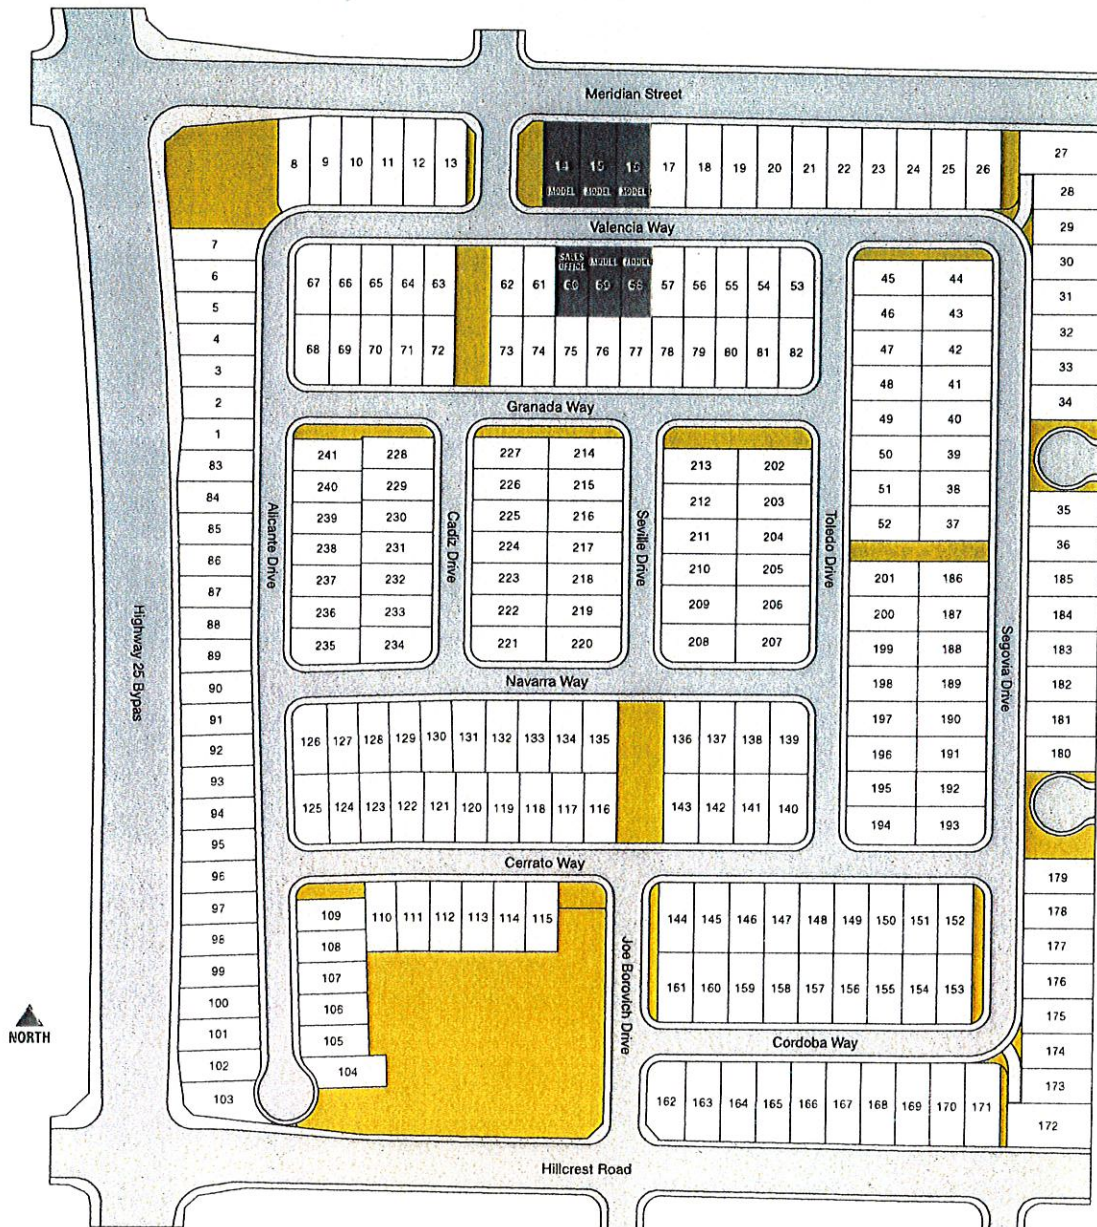 Meridian Street
8 9 10 11 12 13
14 15 16
MODEL MODEL MODEL
17 18 19 20 21 22 23 24 25 26
27
28
29
30
31
32
33
34
35
36
185
184
183
182
181
180
179
178
177
176
175
174
173
172
Valencia Way
7
6
5
4
3
2
1
83
84
85
86
87
88
89
90
91
92
93
94
95
96
97
98
99
100
101
102
103
67 66 65 64 63
62 61
SALES OFFICE MODEL MODEL
60 59 58
57 56 55 54 53
68 69 70 71 72
73 74 75 76 77 78 79 80 81 82
45 44
46 43
47 42
48 41
49 40
50 39
51 38
52 37
201 186
200 187
199 188
198 189
197 190
196 191
195 192
194 193
Granada Way
241 228
240 229
239 230
238 231
237 232
236 233
235 234
227 214
226 215
225 216
224 217
223 218
222 219
221 220
213 202
212 203
211 204
210 205
209 206
208 207
Alicante Drive
Cadiz Drive
Seville Drive
Toledo Drive
Segovia Drive
Highway 25 Bypas
Navarra Way
126 127 128 129 130 131 132 133 134 135
136 137 138 139
125 124 123 122 121 120 119 118 117 116
143 142 141 140
Cerrato Way
109
108
107
106
105
104
110 111 112 113 114 115
Joe Borovich Drive
144 145 146 147 148 149 150 151 152
161 160 159 158 157 156 155 154 153
Cordoba Way
162 163 164 165 166 167 168 169 170 171
NORTH
Hillcrest Road